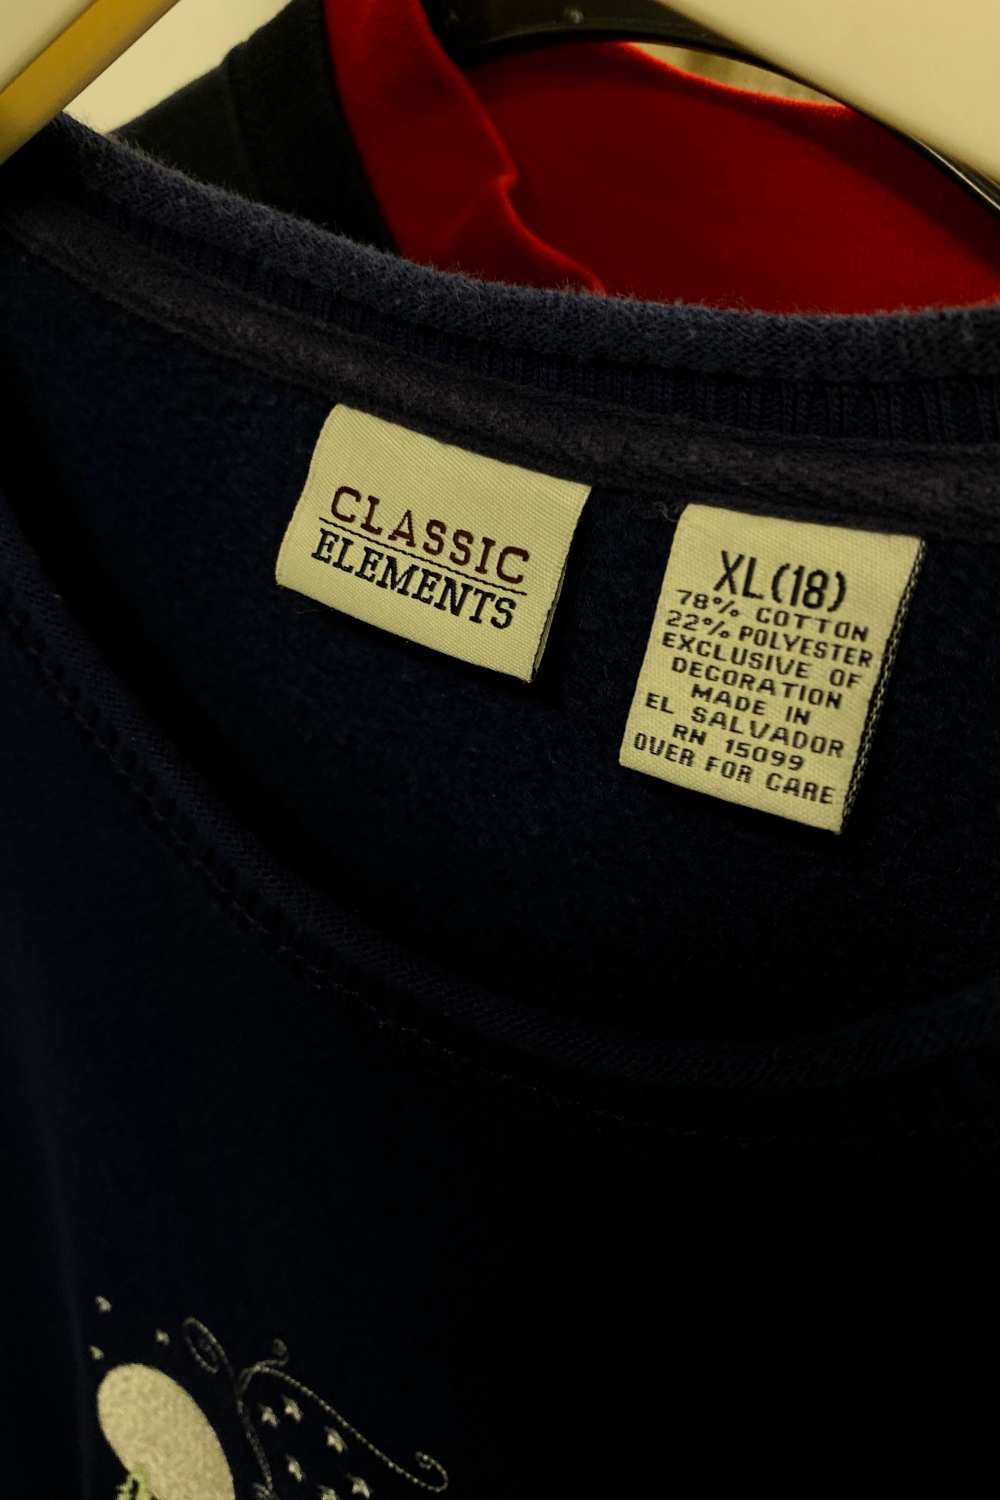 CLASSIC
ELEMENTS
XL(18)
78% COTTON
22% POLYESTER
EXCLUSIVE OF
DECORATION
MADE IN
EL SALVADOR
RN 15099
OVER FOR CARE